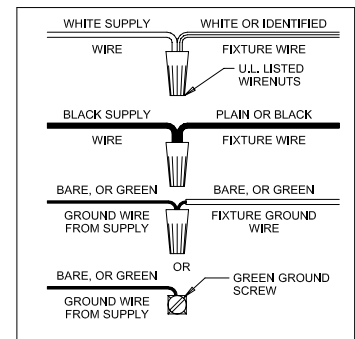 WHITE SUPPLY WHITE OR IDENTIFIED
WIRE FIXTURE WIRE
U.L. LISTED
WIRENUTS
BLACK SUPPLY PLAIN OR BLACK
WIRE FIXTURE WIRE
BARE, OR GREEN BARE, OR GREEN
GROUND WIRE FIXTURE GROUND
FROM SUPPLY WIRE
OR
BARE, OR GREEN GREEN GROUND
SCREW
GROUND WIRE
FROM SUPPLY